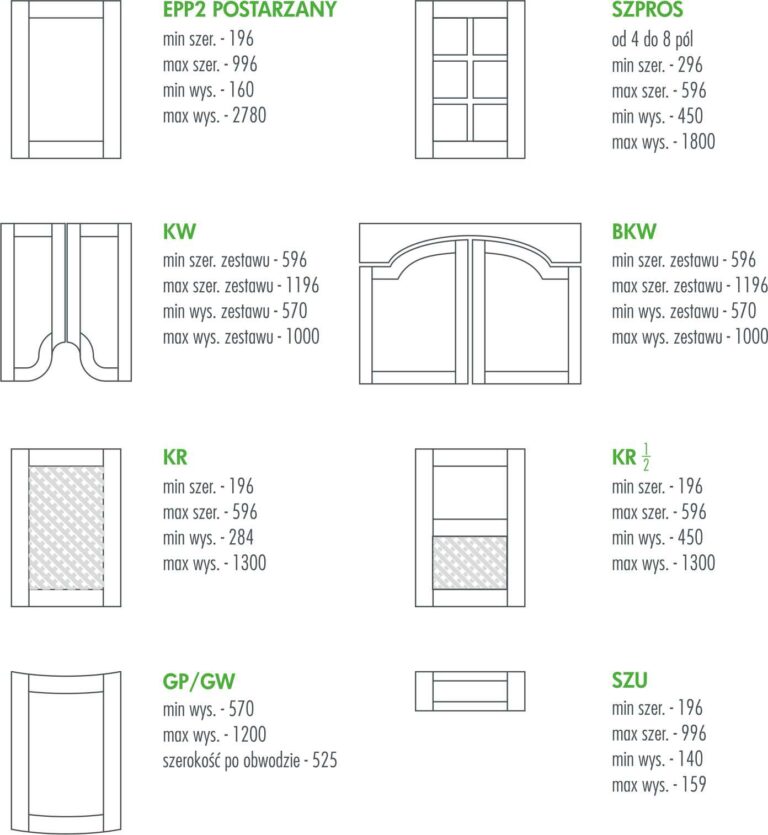 EPP2 POSTARZANY
min szer. - 196
max szer. - 996
min wys. - 160
max wys. - 2780
SZPROS
od 4 do 8 pól
min szer. - 296
max szer. - 596
min wys. - 450
max wys. - 1800
KW
min szer. zestawu - 596
max szer. zestawu - 1196
min wys. zestawu - 570
max wys. zestawu - 1000
BKW
min szer. zestawu - 596
max szer. zestawu - 1196
min wys. zestawu - 570
max wys. zestawu - 1000
KR
min szer. - 196
max szer. - 596
min wys. - 284
max wys. - 1300
KR 1/2
min szer. - 196
max szer. - 596
min wys. - 450
max wys. - 1300
GP/GW
min wys. - 570
max wys. - 1200
szerokość po obwodzie - 525
SZU
min szer. - 196
max szer. - 996
min wys. - 140
max wys. - 159